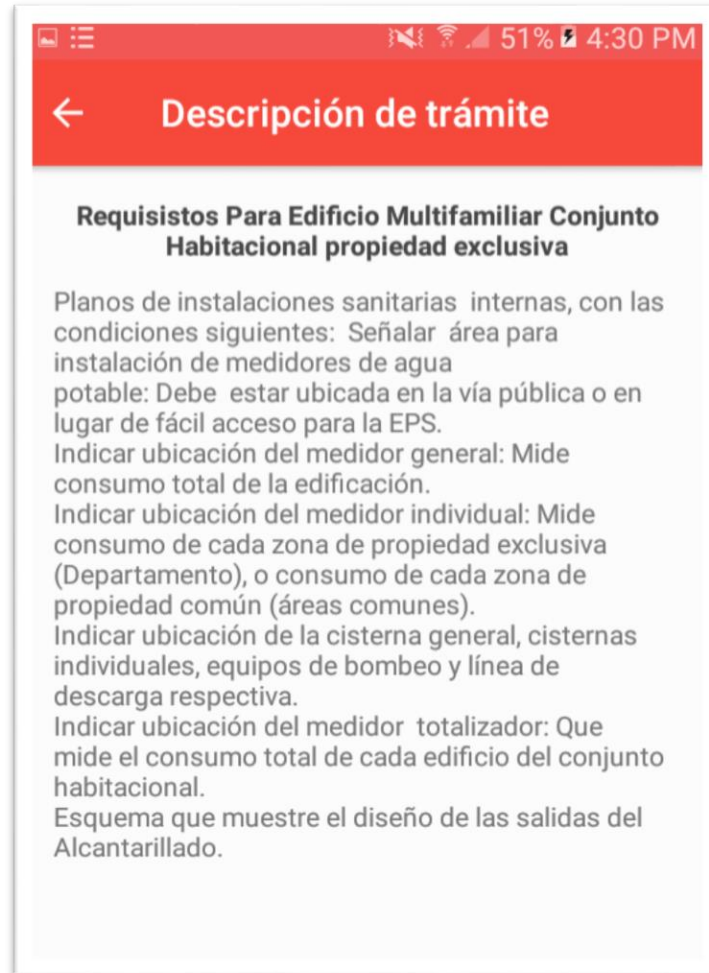 51% 4:30 PM
Descripción de trámite
Requisistos Para Edificio Multifamiliar Conjunto
Habitacional propiedad exclusiva
Planos de instalaciones sanitarias  internas, con las
condiciones siguientes:  Señalar  área para
instalación de medidores de agua
potable: Debe  estar ubicada en la vía pública o en
lugar de fácil acceso para la EPS.
Indicar ubicación del medidor general: Mide
consumo total de la edificación.
Indicar ubicación del medidor individual: Mide
consumo de cada zona de propiedad exclusiva
(Departamento), o consumo de cada zona de
propiedad común (áreas comunes).
Indicar ubicación de la cisterna general, cisternas
individuales, equipos de bombeo y línea de
descarga respectiva.
Indicar ubicación del medidor  totalizador: Que
mide el consumo total de cada edificio del conjunto
habitacional.
Esquema que muestre el diseño de las salidas del
Alcantarillado.